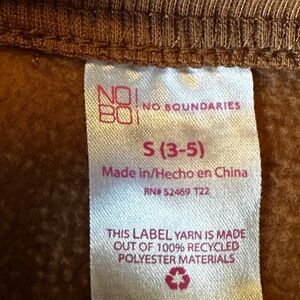 NO!
BO!
NO BOUNDARIES
S (3-5)
Made in/Hecho en China
RN# 52469 T22
THIS LABEL YARN IS MADE
OUT OF 100% RECYCLED
POLYESTER MATERIALS